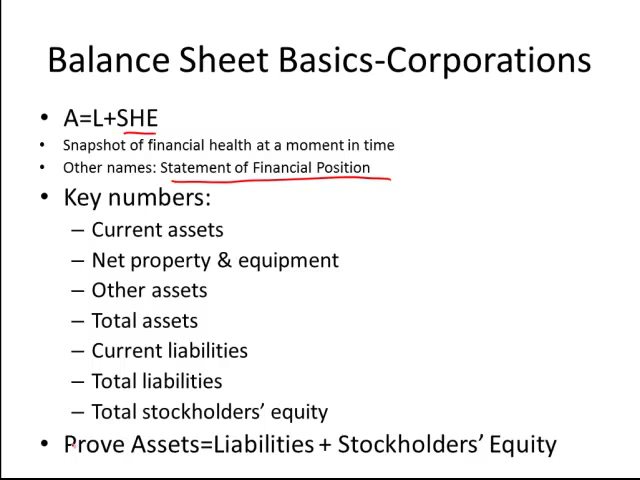 Balance Sheet Basics-Corporations
• A=L+SHE
• Snapshot of financial health at a moment in time
• Other names: Statement of Financial Position
• Key numbers:
– Current assets
– Net property & equipment
– Other assets
– Total assets
– Current liabilities
– Total liabilities
– Total stockholders’ equity
• Prove Assets=Liabilities + Stockholders’ Equity